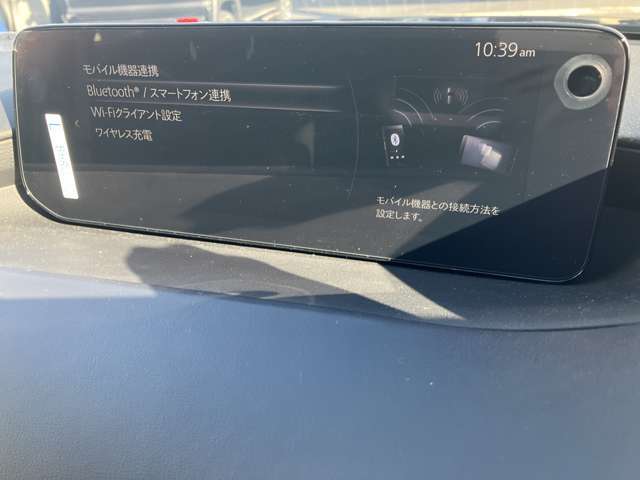 10:39 am
モバイル機器連携
Bluetooth® / スマートフォン連携
Wi-Fiクライアント設定
ワイヤレス充電
モバイル機器との接続方法を
設定します。